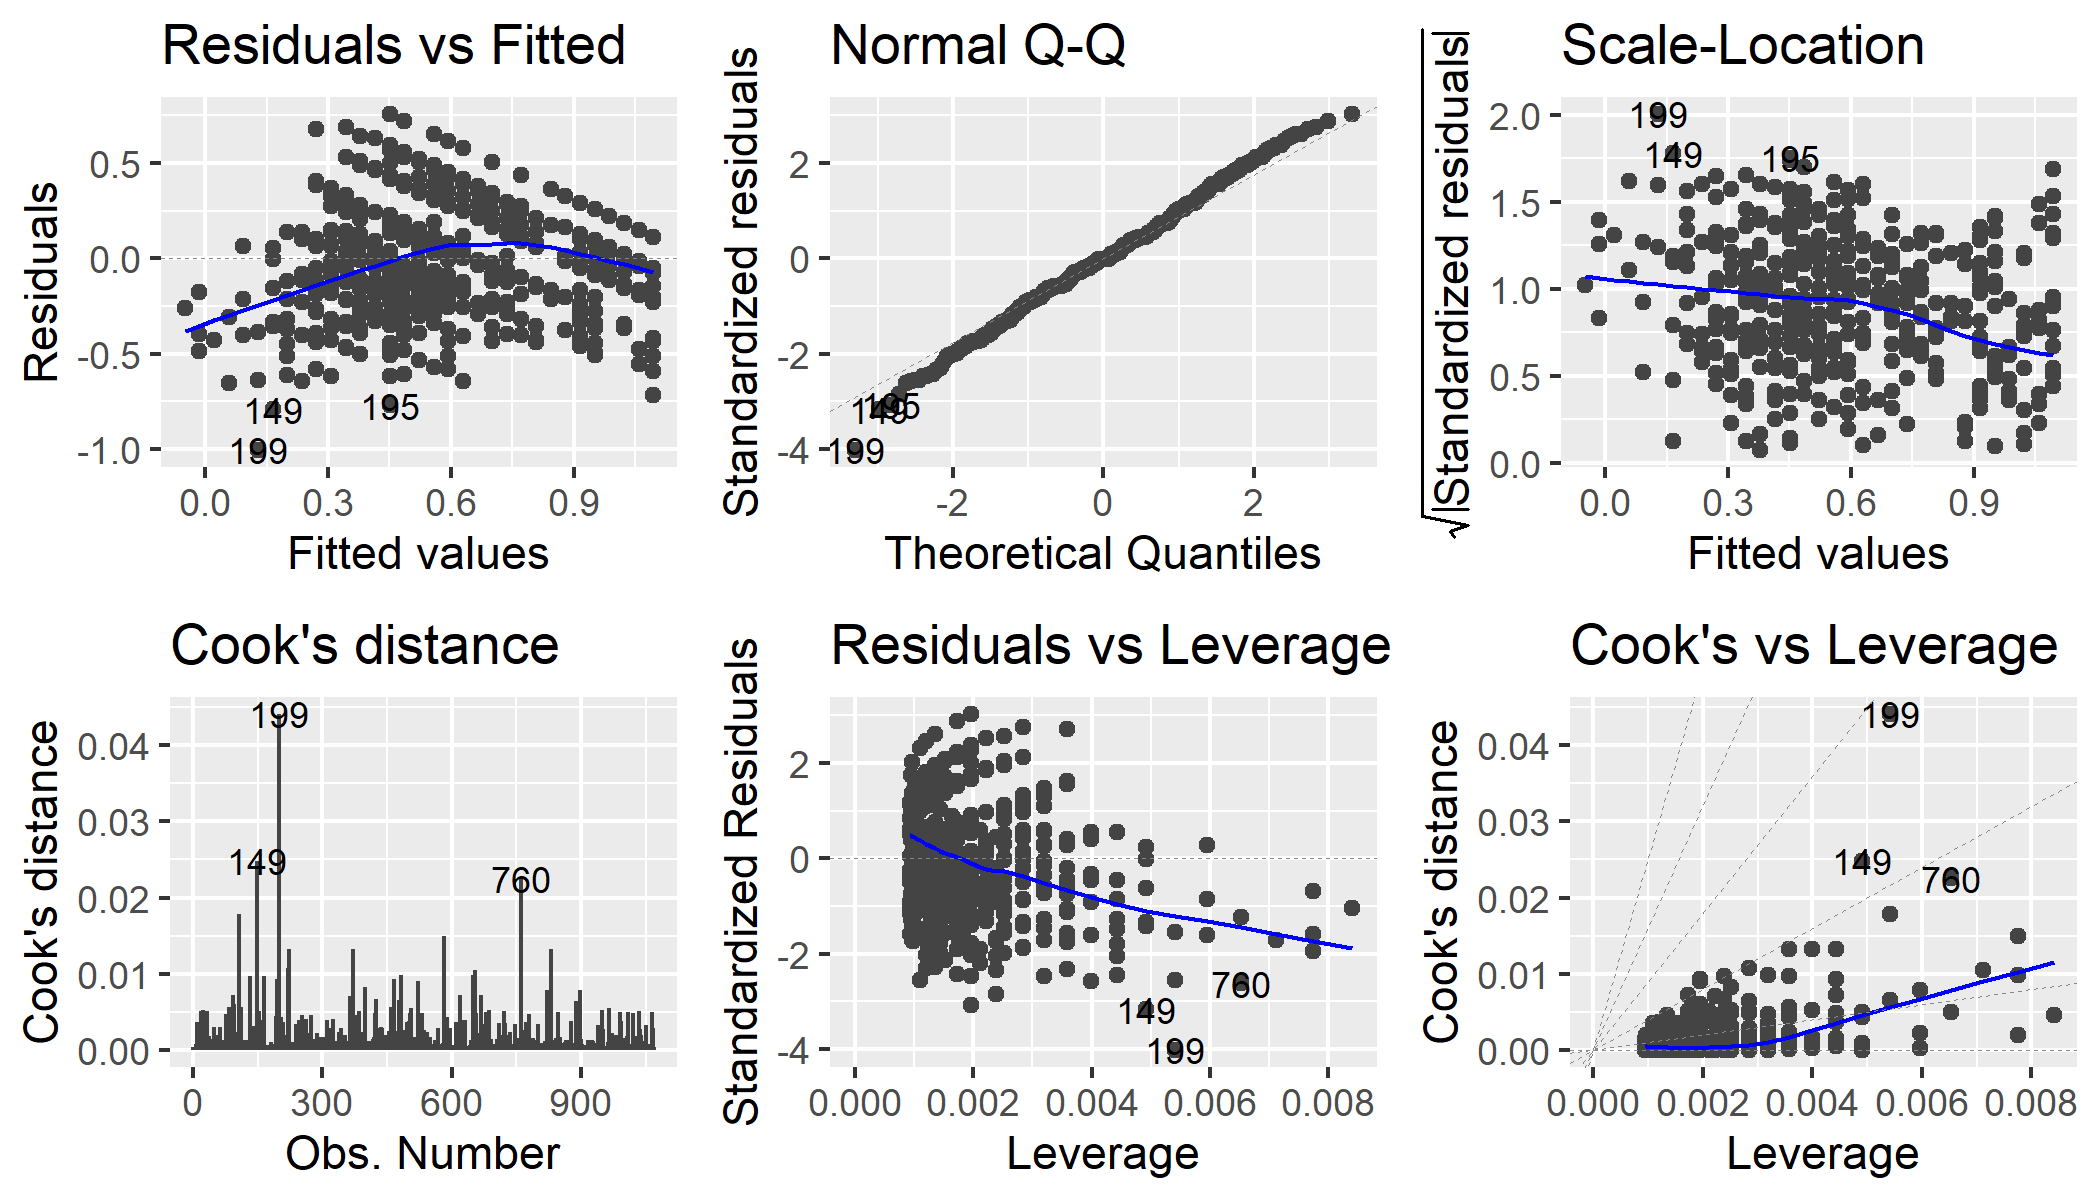 Residuals vs Fitted
Residuals
0.5
0.0
-0.5
-1.0
149
195
199
0.0 0.3 0.6 0.9
Fitted values
Normal Q-Q
Standardized residuals
2
0
-2
-4
195
149
199
-2 0 2
Theoretical Quantiles
Scale-Location
√|Standardized residuals|
2.0
1.5
1.0
0.5
0.0
199
149
195
0.0 0.3 0.6 0.9
Fitted values
Cook's distance
Cook's distance
0.04
0.03
0.02
0.01
0.00
199
149
760
0 300 600 900
Obs. Number
Residuals vs Leverage
Standardized Residuals
2
0
-2
-4
760
149
199
0.000 0.002 0.004 0.006 0.008
Leverage
Cook's vs Leverage
Cook's distance
0.04
0.03
0.02
0.01
0.00
199
149
760
0.000 0.002 0.004 0.006 0.008
Leverage